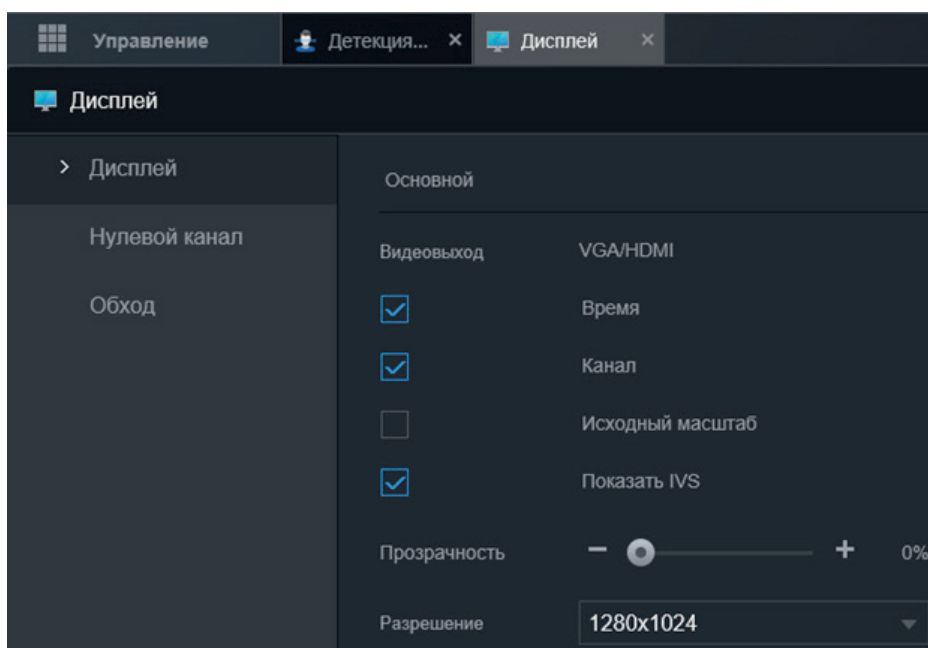 Управление Детекция... × Дисплей ×
Дисплей
Дисплей
Нулевой канал
Обход
Основной
Видеовыход VGA/HDMI
Время
Канал
Исходный масштаб
Показать IVS
Прозрачность − + 0%
Разрешение 1280x1024